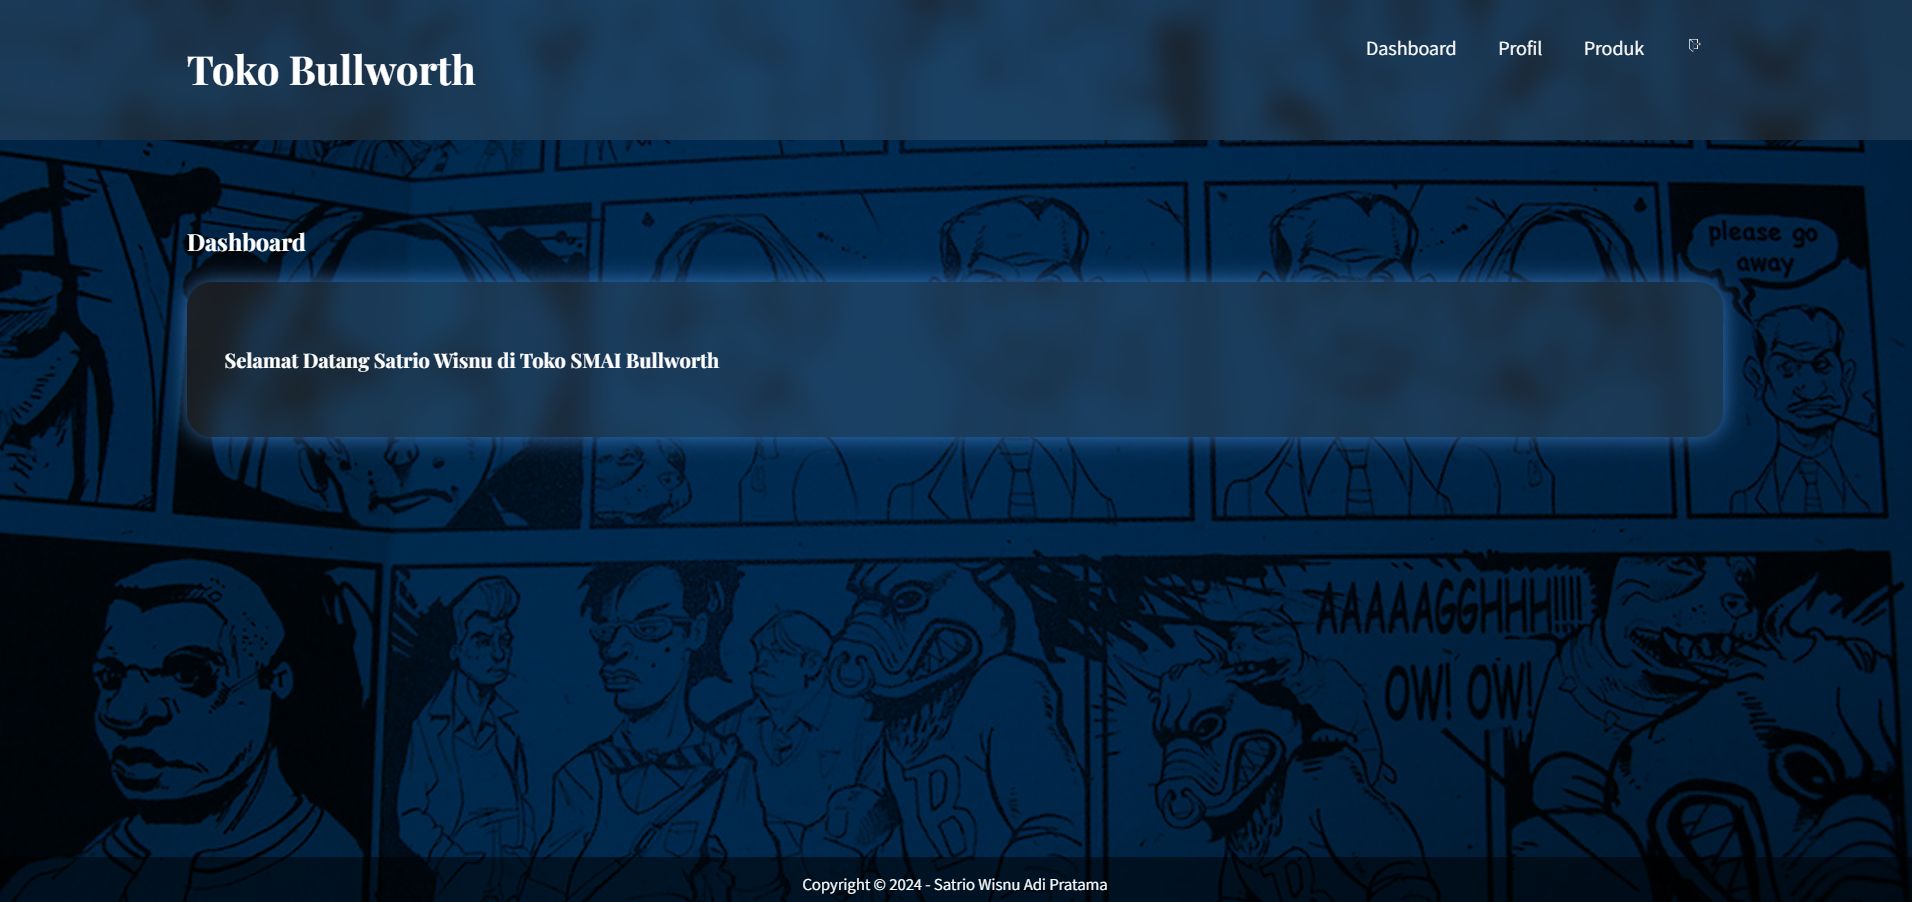 Toko Bullworth
Dashboard Profil Produk
Dashboard
Selamat Datang Satrio Wisnu di Toko SMAI Bullworth
please go
away
AAAAAGGHHH!!!!!
OW! OW!
B
B
Copyright © 2024 - Satrio Wisnu Adi Pratama